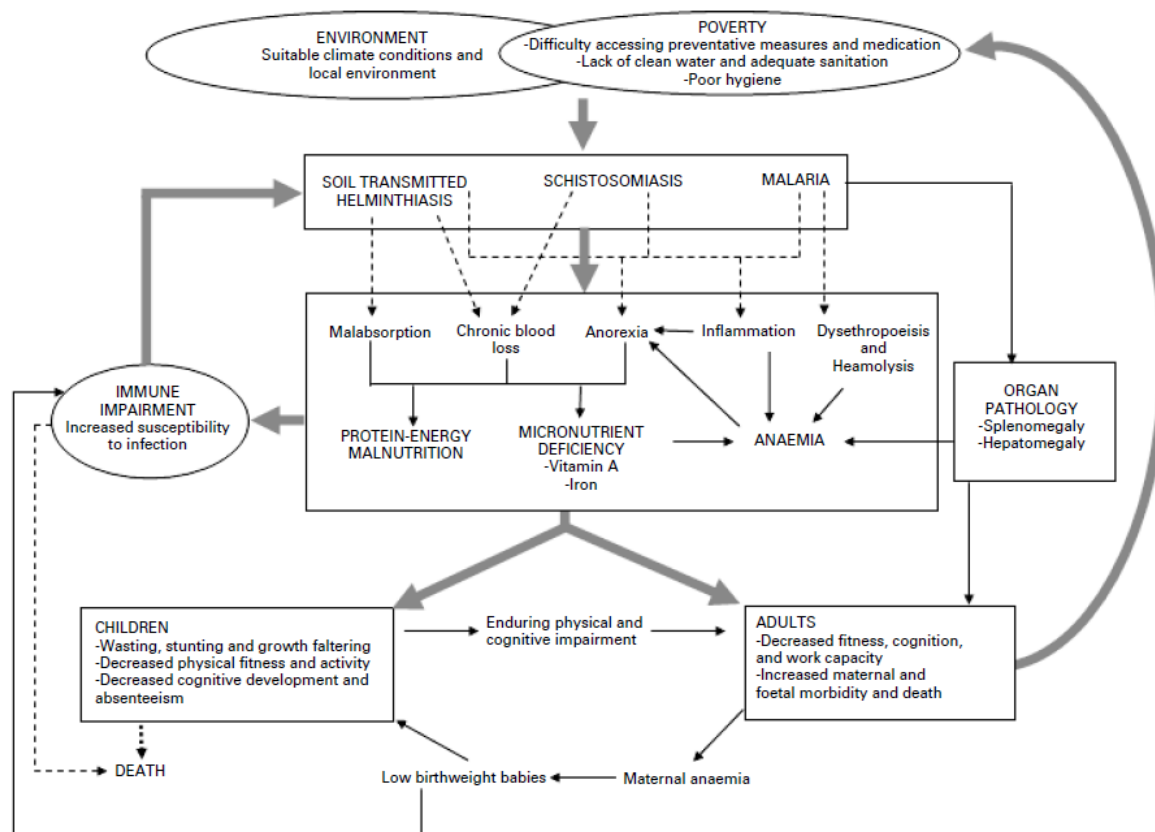 ENVIRONMENT
Suitable climate conditions and
local environment
POVERTY
-Difficulty accessing preventative measures and medication
-Lack of clean water and adequate sanitation
-Poor hygiene
SOIL TRANSMITTED
HELMINTHIASIS
SCHISTOSOMIASIS
MALARIA
Malabsorption
Chronic blood
loss
Anorexia
Inflammation
Dysethropoeisis
and
Heamolysis
IMMUNE
IMPAIRMENT
Increased susceptibility
to infection
PROTEIN-ENERGY
MALNUTRITION
MICRONUTRIENT
DEFICIENCY
-Vitamin A
-Iron
ANAEMIA
ORGAN
PATHOLOGY
-Splenomegaly
-Hepatomegaly
CHILDREN
-Wasting, stunting and growth faltering
-Decreased physical fitness and activity
-Decreased cognitive development and
absenteeism
Enduring physical and
cognitive impairment
ADULTS
-Decreased fitness, cognition,
and work capacity
-Increased maternal and
foetal morbidity and death
DEATH
Low birthweight babies
Maternal anaemia